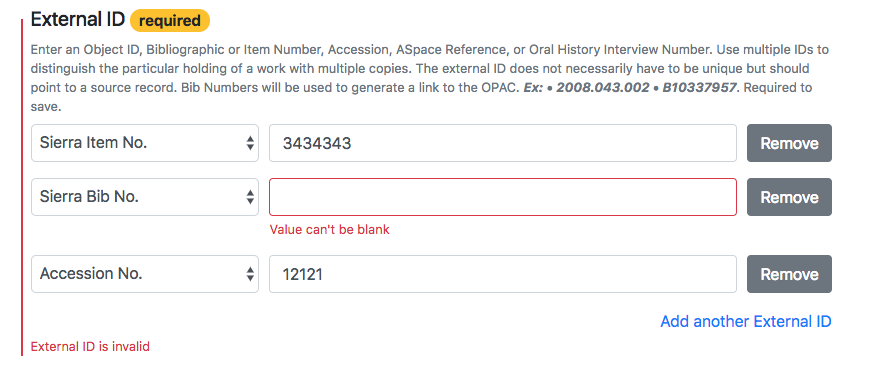 External ID required
Enter an Object ID, Bibliographic or Item Number, Accession, ASpace Reference, or Oral History Interview Number. Use multiple IDs to
distinguish the particular holding of a work with multiple copies. The external ID does not necessarily have to be unique but should
point to a source record. Bib Numbers will be used to generate a link to the OPAC. Ex: • 2008.043.002 • B10337957. Required to
save.
Sierra Item No. 3434343 Remove
Sierra Bib No. Remove
Value can't be blank
Accession No. 12121 Remove
Add another External ID
External ID is invalid